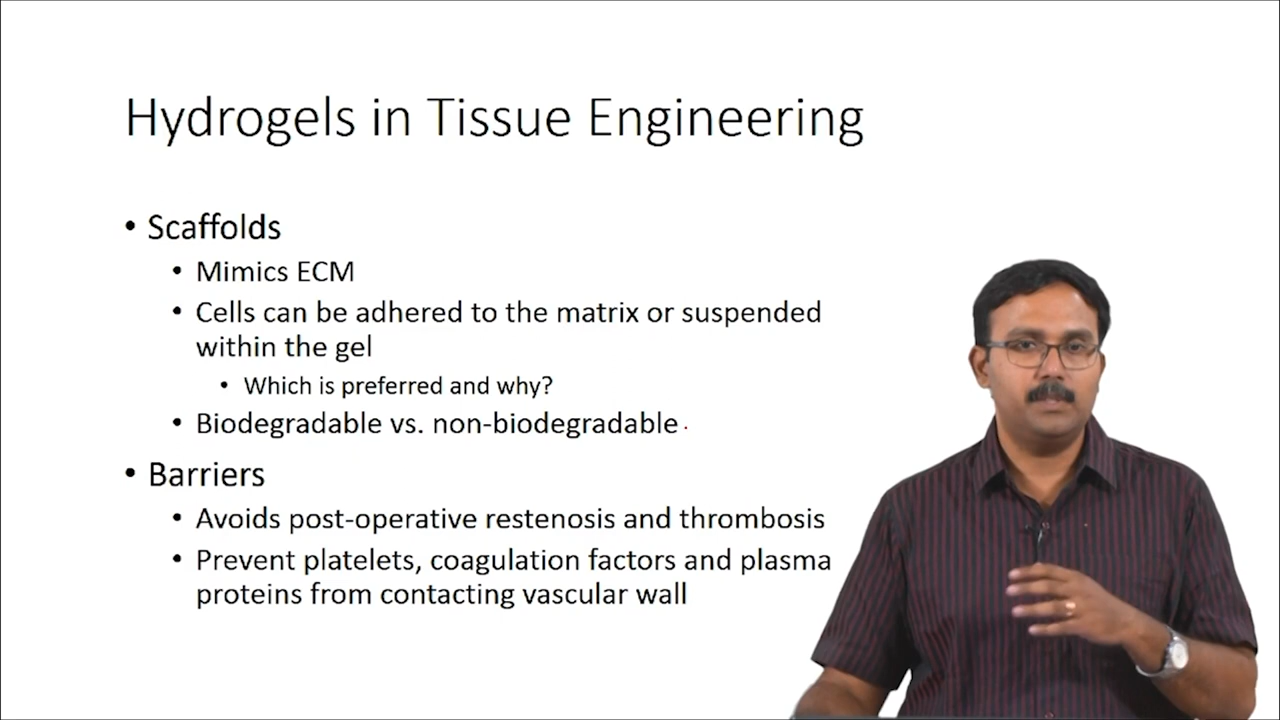 Hydrogels in Tissue Engineering
• Scaffolds
• Mimics ECM
• Cells can be adhered to the matrix or suspended
within the gel
• Which is preferred and why?
• Biodegradable vs. non-biodegradable
• Barriers
• Avoids post-operative restenosis and thrombosis
• Prevent platelets, coagulation factors and plasma
proteins from contacting vascular wall